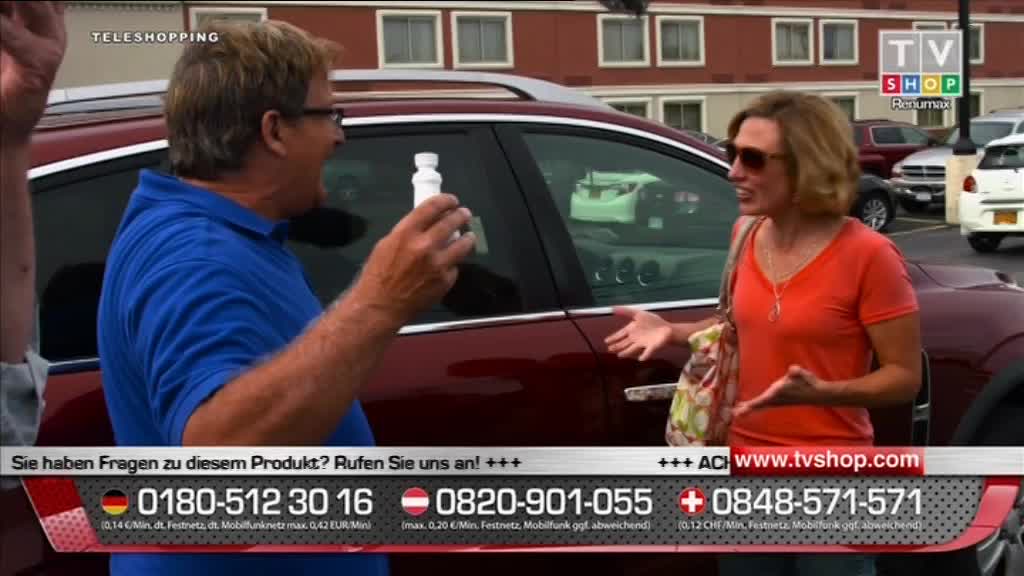 TELESHOPPING
TV
SHOP
Renumax
Sie haben Fragen zu diesem Produkt? Rufen Sie uns an! +++ +++ ACH
www.tvshop.com
0180-512 30 16 0820-901-055 0848-571-571
(0,14 €/Min. dt. Festnetz, dt. Mobilfunknetz max. 0,42 EUR/Min) (max. 0,20 €/Min. Festnetz, Mobilfunk ggf. abweichend) (0,12 CHF/Min, Festnetz, Mobilfunk ggf. abweichend)